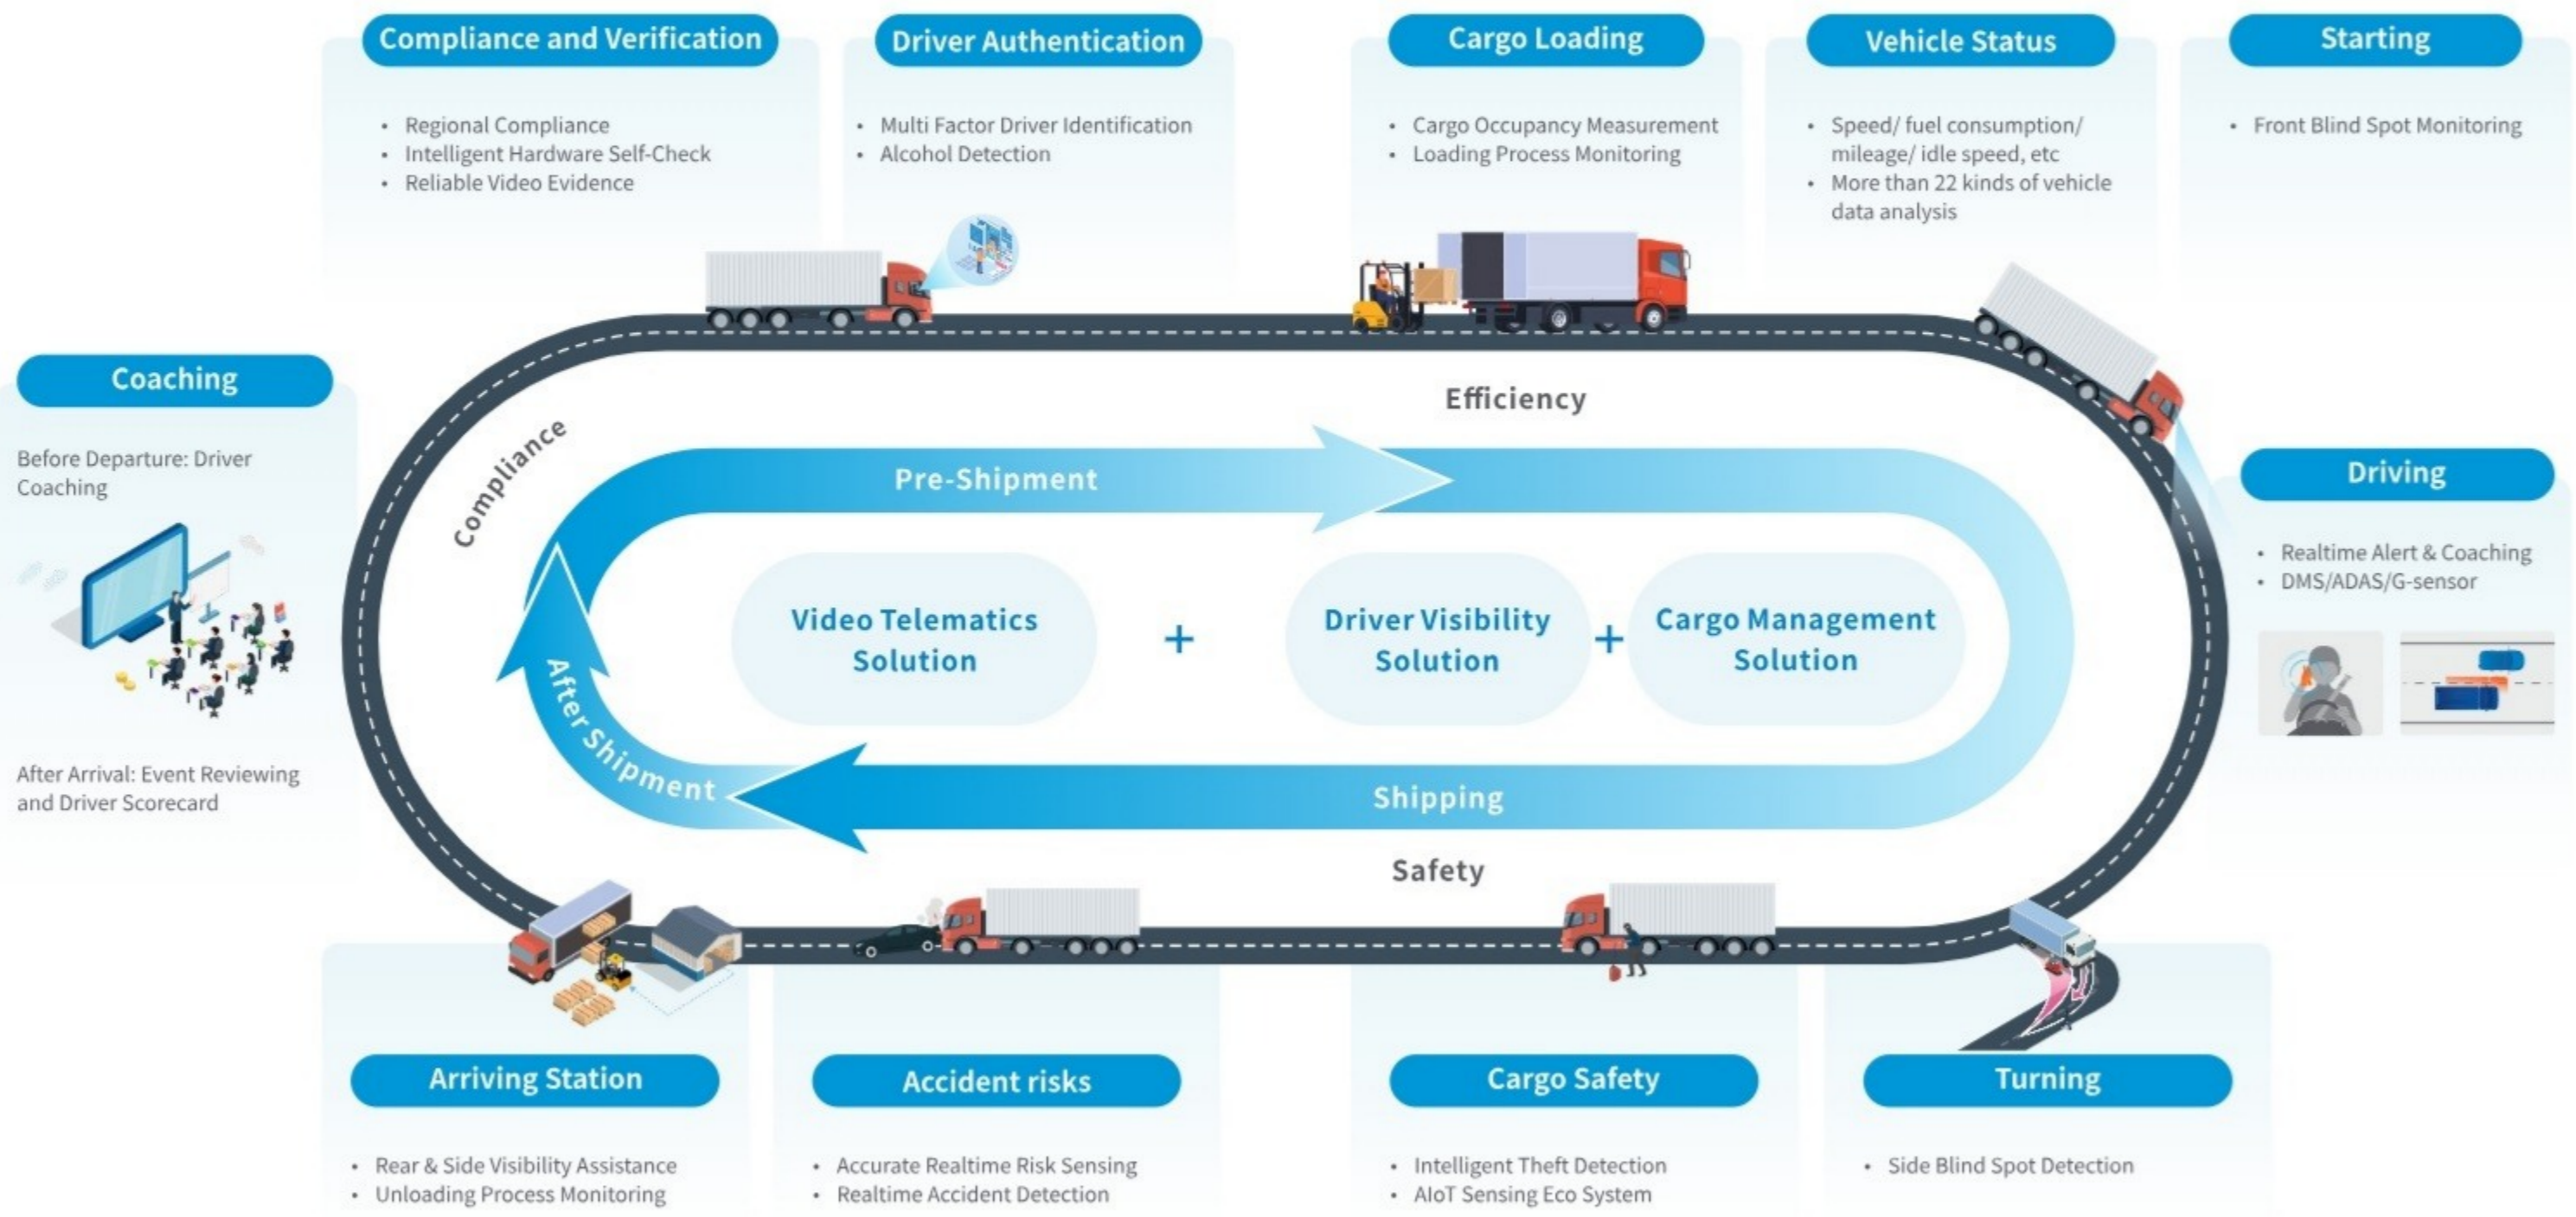 Compliance and Verification
• Regional Compliance
• Intelligent Hardware Self-Check
• Reliable Video Evidence
Driver Authentication
• Multi Factor Driver Identification
• Alcohol Detection
Cargo Loading
• Cargo Occupancy Measurement
• Loading Process Monitoring
Vehicle Status
• Speed/ fuel consumption/
mileage/ idle speed, etc
• More than 22 kinds of vehicle
data analysis
Starting
• Front Blind Spot Monitoring
Coaching
Before Departure: Driver
Coaching
After Arrival: Event Reviewing
and Driver Scorecard
Compliance
Efficiency
Pre-Shipment
Video Telematics
Solution
+
Driver Visibility
Solution
+
Cargo Management
Solution
After Shipment
Shipping
Safety
Driving
• Realtime Alert & Coaching
• DMS/ADAS/G-sensor
Arriving Station
• Rear & Side Visibility Assistance
• Unloading Process Monitoring
Accident risks
• Accurate Realtime Risk Sensing
• Realtime Accident Detection
Cargo Safety
• Intelligent Theft Detection
• AIoT Sensing Eco System
Turning
• Side Blind Spot Detection